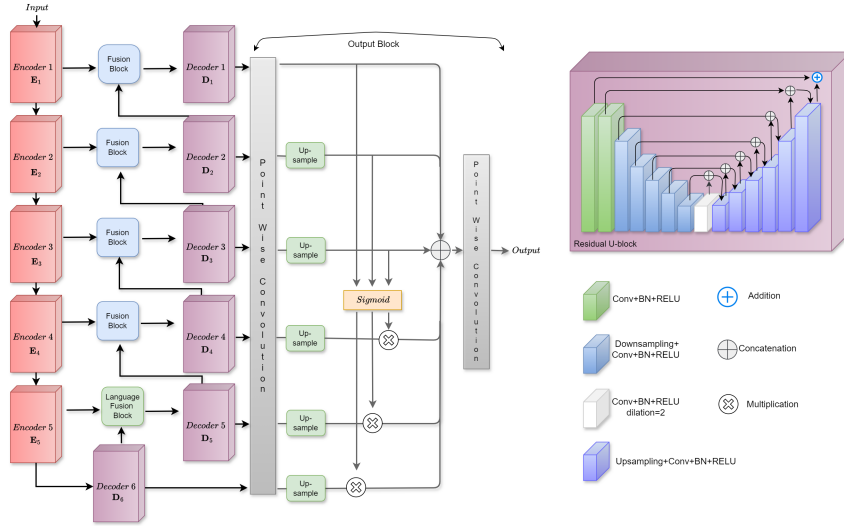 Input
Encoder 1
E1
Fusion
Block
Decoder 1
D1
Output Block
Encoder 2
E2
Fusion
Block
Decoder 2
D2
Up-
sample
Encoder 3
E3
Fusion
Block
Decoder 3
D3
Up-
sample
Encoder 4
E4
Fusion
Block
Decoder 4
D4
Up-
sample
Encoder 5
E5
Language
Fusion
Block
Decoder 5
D5
Up-
sample
Decoder 6
D6
Up-
sample
Point Wise Convolution
Sigmoid
Point Wise Convolution
Output
Residual U-block
Conv+BN+RELU
Addition
Downsampling+
Conv+BN+RELU
Concatenation
Conv+BN+RELU
dilation=2
Multiplication
Upsampling+Conv+BN+RELU